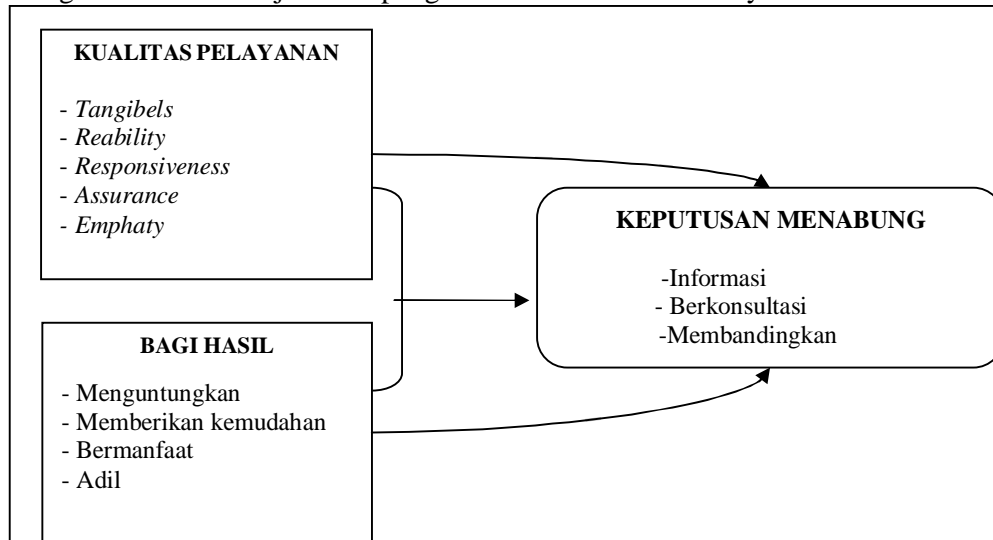 KUALITAS PELAYANAN
- Tangibels
- Reability
- Responsiveness
- Assurance
- Emphaty
KEPUTUSAN MENABUNG
-Informasi
- Berkonsultasi
-Membandingkan
BAGI HASIL
- Menguntungkan
- Memberikan kemudahan
- Bermanfaat
- Adil